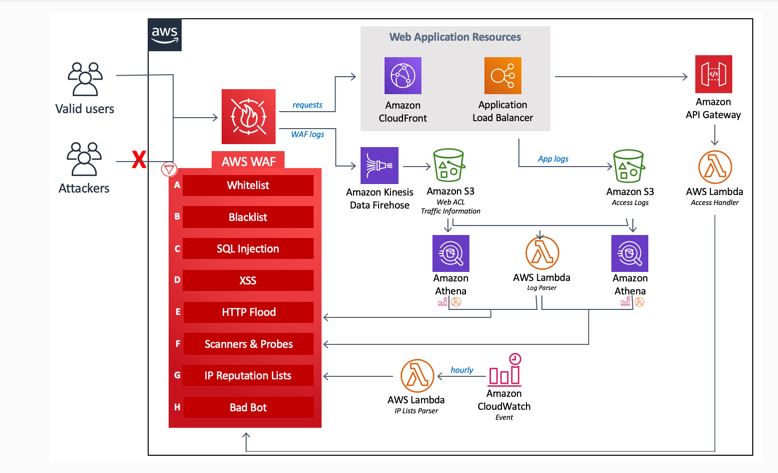 aws
Web Application Resources
Valid users
Attackers
X
requests
WAF logs
Amazon
CloudFront
Application
Load Balancer
Amazon
API Gateway
App logs
AWS WAF
Amazon Kinesis
Data Firehose
Amazon S3
Web ACL
Traffic Information
Amazon S3
Access Logs
AWS Lambda
Access Handler
A Whitelist
B Blacklist
C SQL Injection
D XSS
E HTTP Flood
F Scanners & Probes
G IP Reputation Lists
H Bad Bot
Amazon
Athena
AWS Lambda
Log Parser
Amazon
Athena
hourly
AWS Lambda
IP Lists Parser
Amazon
CloudWatch
Event